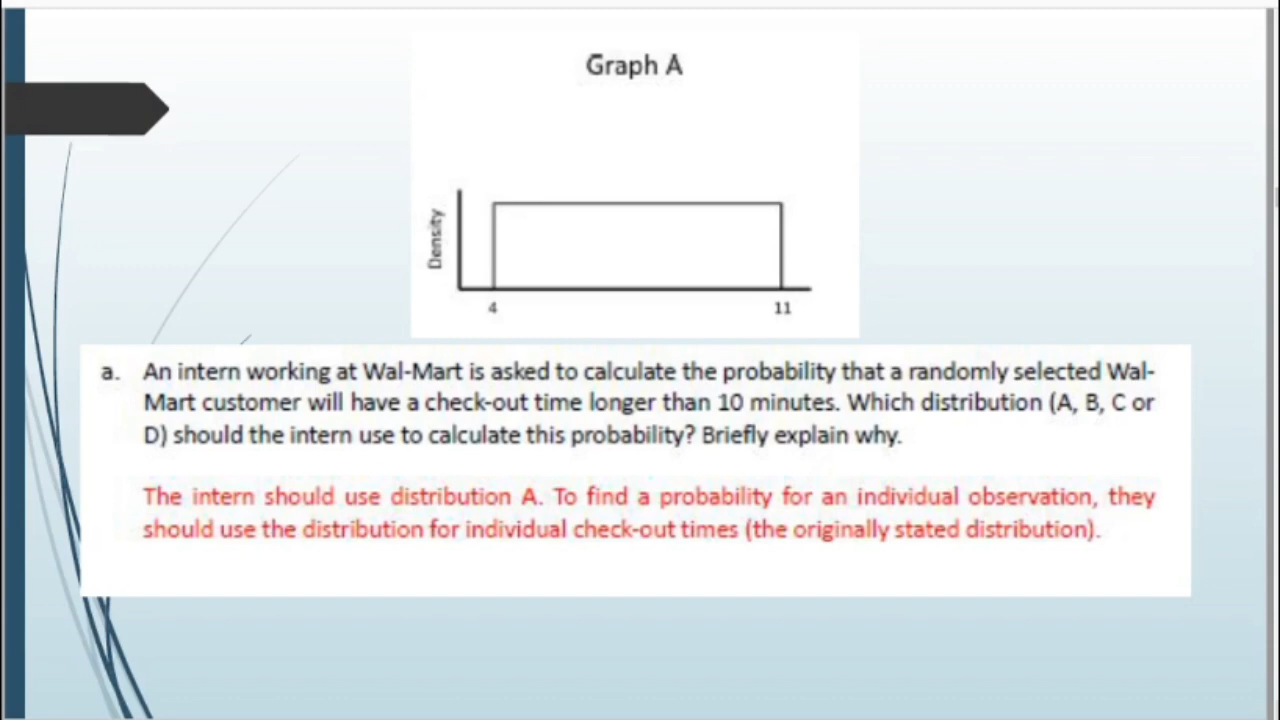 Graph A
Density
4
11
a. An intern working at Wal-Mart is asked to calculate the probability that a randomly selected Wal-
Mart customer will have a check-out time longer than 10 minutes. Which distribution (A, B, C or
D) should the intern use to calculate this probability? Briefly explain why.
The intern should use distribution A. To find a probability for an individual observation, they
should use the distribution for individual check-out times (the originally stated distribution).